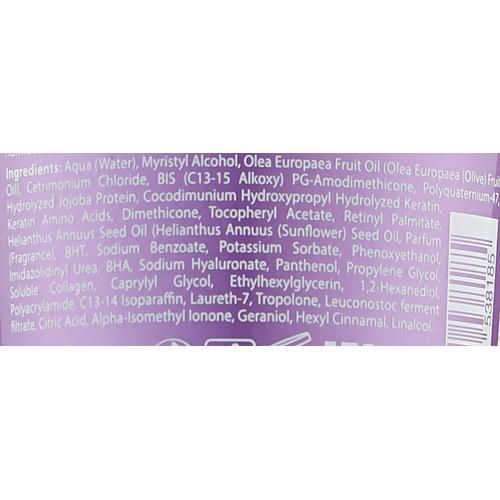 Ingredients: Aqua (Water), Myristyl Alcohol, Olea Europaea Fruit Oil (Olea Europaea (Olive) Fruit
Oil), Cetrimonium Chloride, BIS (C13-15 Alkoxy) PG-Amodimethicone, Polyquaternium-47,
Hydrolyzed Jojoba Protein, Cocodimunium Hydroxypropyl Hydrolyzed Keratin,
Keratin Amino Acids, Dimethicone, Tocopheryl Acetate, Retinyl Palmitate,
Helianthus Annuus Seed Oil (Helianthus Annuus (Sunflower) Seed Oil, Parfum
(Fragrance), BHT, Sodium Benzoate, Potassium Sorbate, Phenoxyethanol,
Imidazolidinyl Urea, BHA, Sodium Hyaluronate, Panthenol, Propylene Glycol,
Soluble Collagen, Caprylyl Glycol, Ethylhexylglycerin, 1,2-Hexanediol,
Polyacrylamide, C13-14 Isoparaffin, Laureth-7, Tropolone, Leuconostoc ferment
filtrate, Citric Acid, Alpha-Isomethyl Ionone, Geraniol, Hexyl Cinnamal, Linalool.
5381851